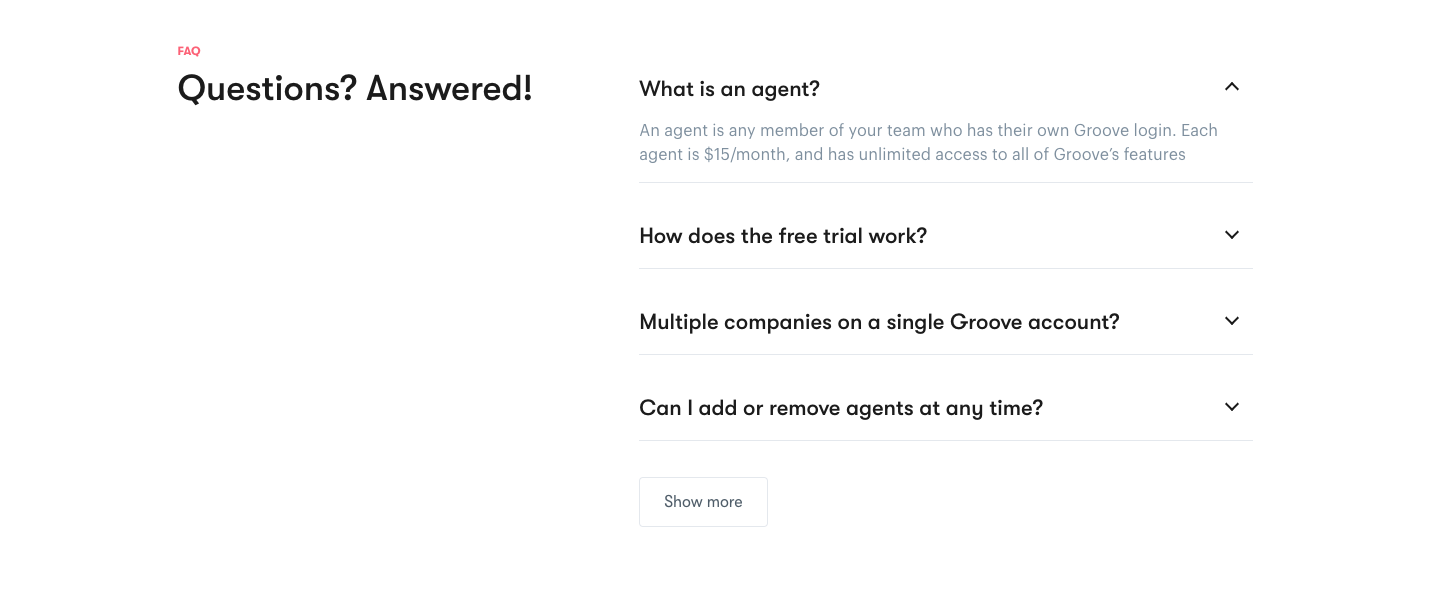 FAQ
Questions? Answered!
What is an agent?
An agent is any member of your team who has their own Groove login. Each
agent is $15/month, and has unlimited access to all of Groove’s features
How does the free trial work?
Multiple companies on a single Groove account?
Can I add or remove agents at any time?
Show more